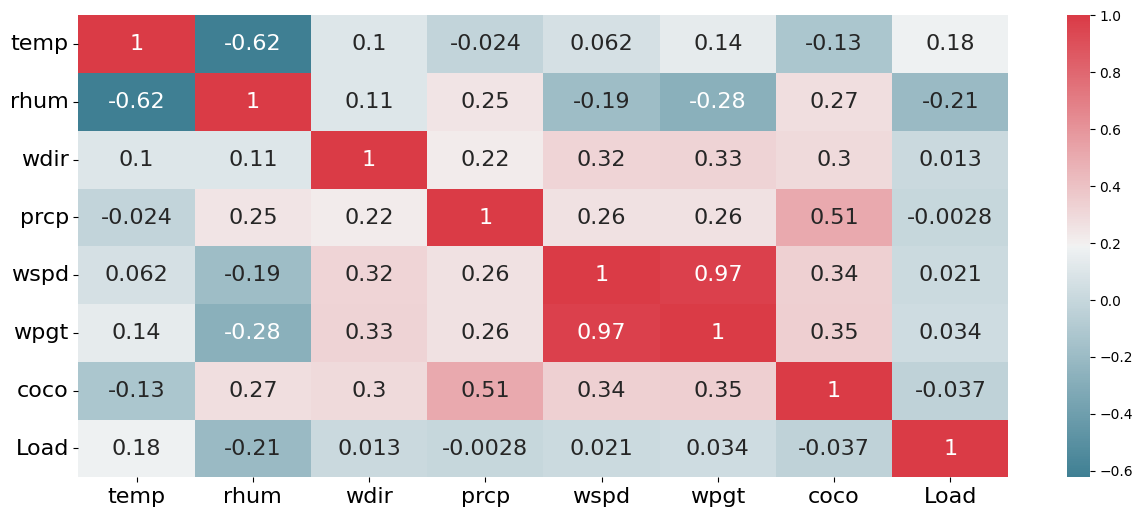 temp 1 -0.62 0.1 -0.024 0.062 0.14 -0.13 0.18
rhum -0.62 1 0.11 0.25 -0.19 -0.28 0.27 -0.21
wdir 0.1 0.11 1 0.22 0.32 0.33 0.3 0.013
prcp -0.024 0.25 0.22 1 0.26 0.26 0.51 -0.0028
wspd 0.062 -0.19 0.32 0.26 1 0.97 0.34 0.021
wpgt 0.14 -0.28 0.33 0.26 0.97 1 0.35 0.034
coco -0.13 0.27 0.3 0.51 0.34 0.35 1 -0.037
Load 0.18 -0.21 0.013 -0.0028 0.021 0.034 -0.037 1
temp rhum wdir prcp wspd wpgt coco Load
1.0
0.8
0.6
0.4
0.2
0.0
−0.2
−0.4
−0.6